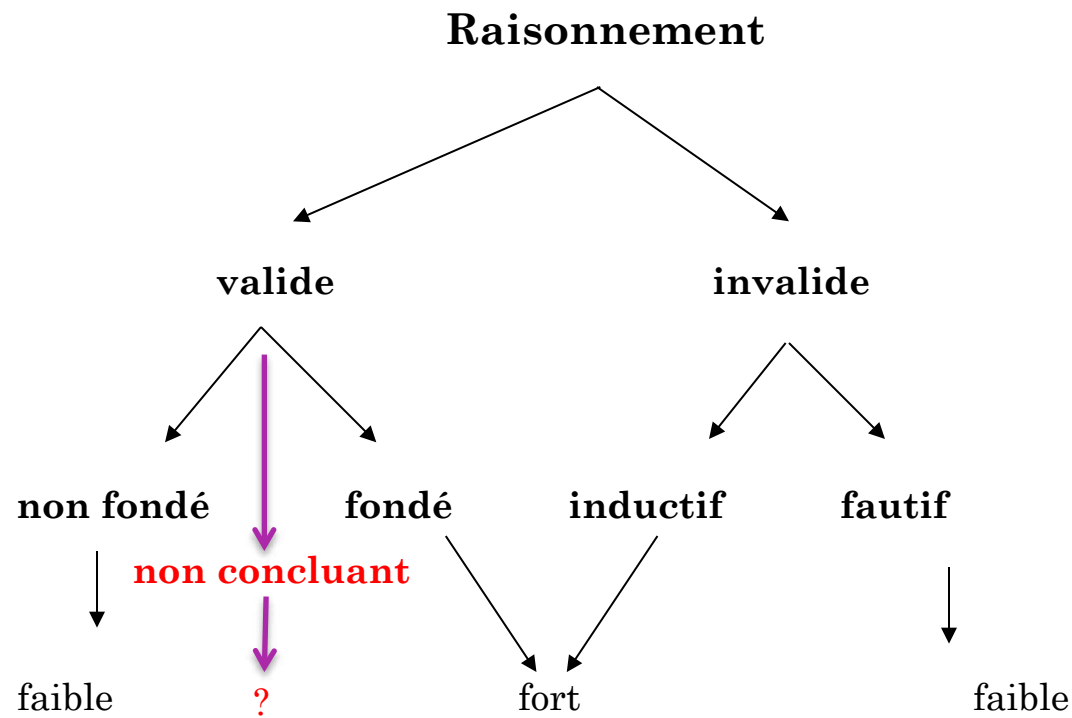 Raisonnement
valide invalide
non fondé fondé inductif fautif
non concluant
faible ? fort faible